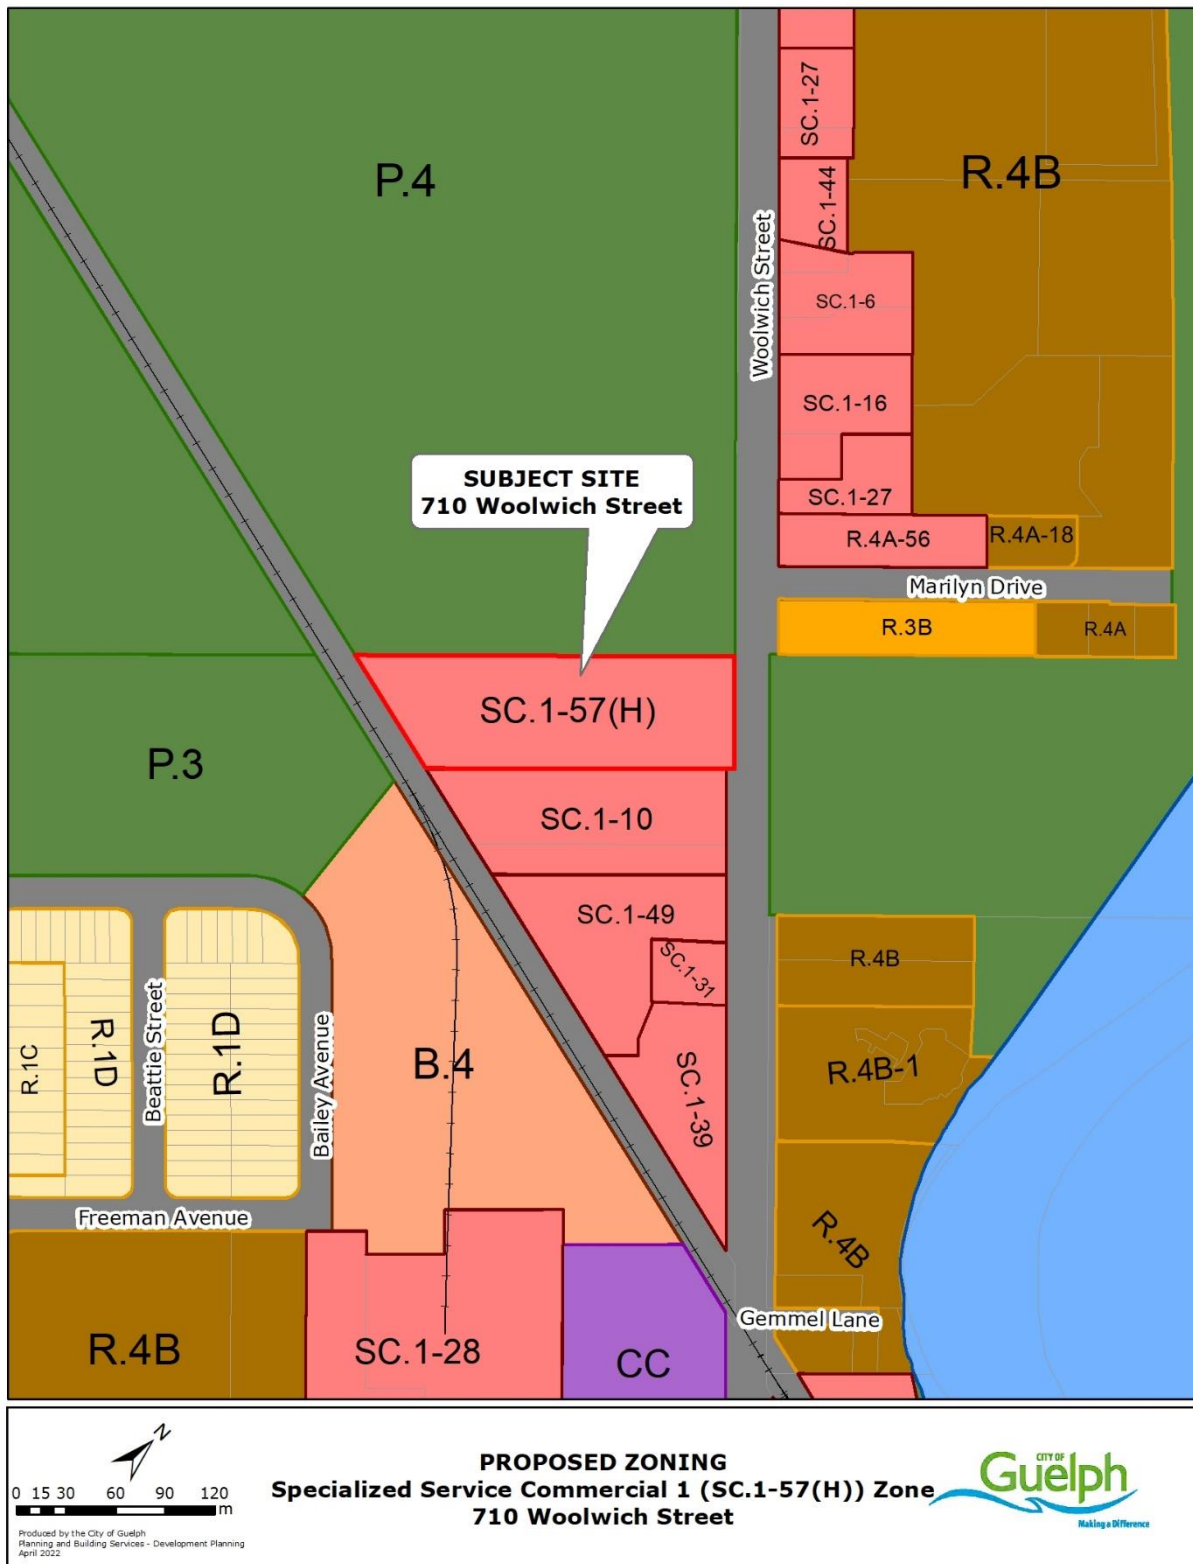 P.4
SC.1-27
SC.1-44
R.4B
Woolwich Street
SC.1-6
SC.1-16
SUBJECT SITE
710 Woolwich Street
SC.1-27
R.4A-56
R.4A-18
Marilyn Drive
R.3B
R.4A
SC.1-57(H)
P.3
SC.1-10
SC.1-49
SC.1-31
R.4B
R.1C
R.1D
Beattie Street
R.1D
Bailey Avenue
B.4
SC.1-39
R.4B-1
Freeman Avenue
R.4B
Gemmel Lane
R.4B
SC.1-28
CC
N
0 15 30 60 90 120
m
Produced by the City of Guelph
Planning and Building Services - Development Planning
April 2022
PROPOSED ZONING
Specialized Service Commercial 1 (SC.1-57(H)) Zone
710 Woolwich Street
CITY OF
Guelph
Making a Difference